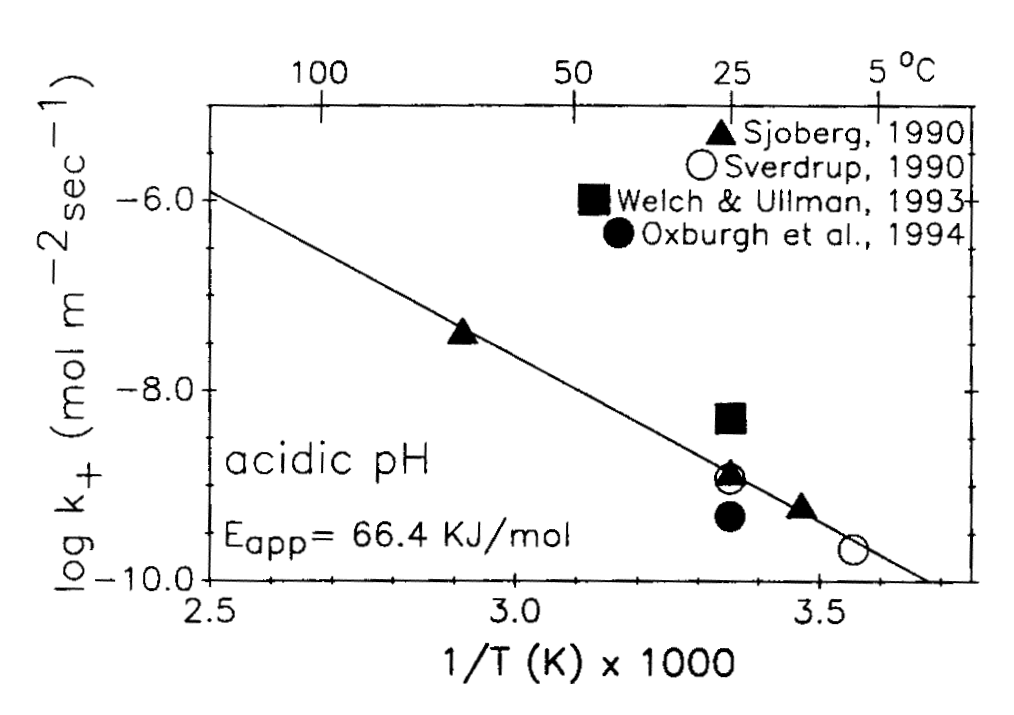 100 50 25 5 °C
▲ Sjoberg, 1990
○ Sverdrup, 1990
■ Welch & Ullman, 1993
● Oxburgh et al., 1994
log k+ (mol m−2sec−1)
−6.0
−8.0
−10.0
acidic pH
Eapp= 66.4 KJ/mol
2.5 3.0 3.5
1/T (K) x 1000